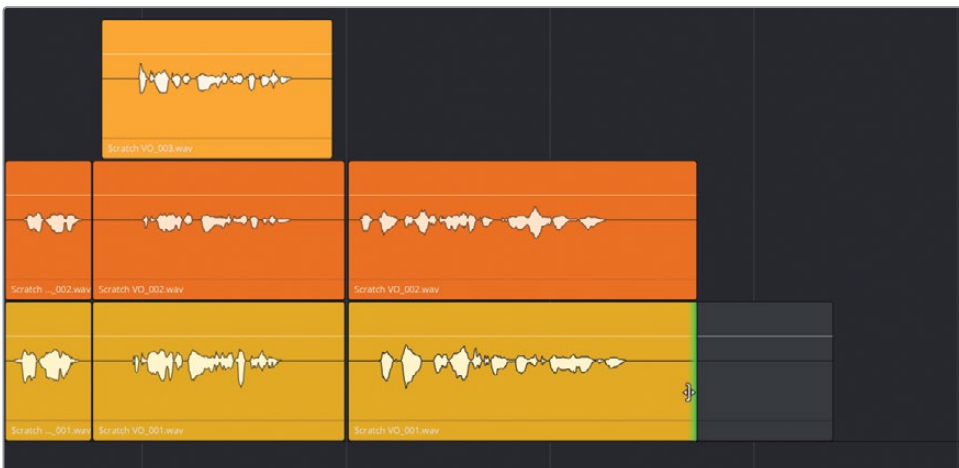 Scratch VO_003.wav
Scratch ..._002.wav
Scratch VO_002.wav
Scratch VO_002.wav
Scratch ..._001.wav
Scratch VO_001.wav
Scratch VO_001.wav